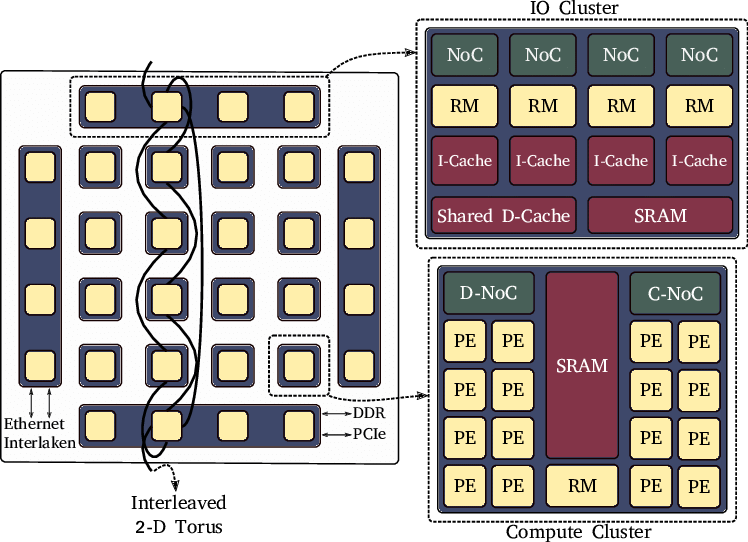 IO Cluster
NoC NoC NoC NoC
RM RM RM RM
I-Cache I-Cache I-Cache I-Cache
Shared D-Cache SRAM
D-NoC C-NoC
SRAM
PE PE PE PE
PE PE PE PE
PE PE PE PE
PE PE RM PE PE
Compute Cluster
Ethernet
Interlaken
DDR
PCIe
Interleaved
2-D Torus